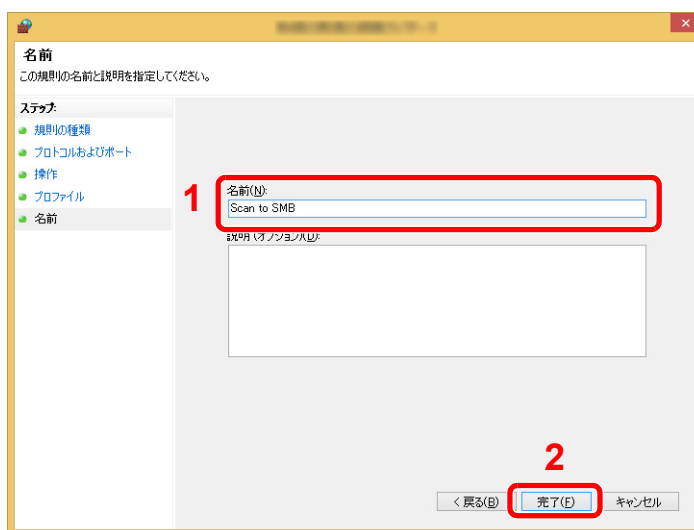 名前
この規則の名前と説明を指定してください。
ステップ:
規則の種類
プロトコルおよびポート
操作
プロファイル
名前
1
名前(N):
Scan to SMB
説明 (オプション)(D):
2
< 戻る(B)
完了(F)
キャンセル